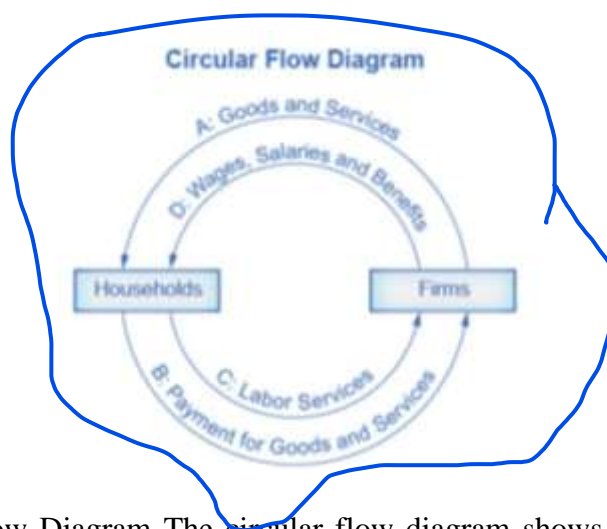 Circular Flow Diagram
A: Goods and Services
D: Wages, Salaries and Benefits
Households
Firms
C: Labor Services
B: Payment for Goods and Services
ow Diagram The circular flow diagram shows